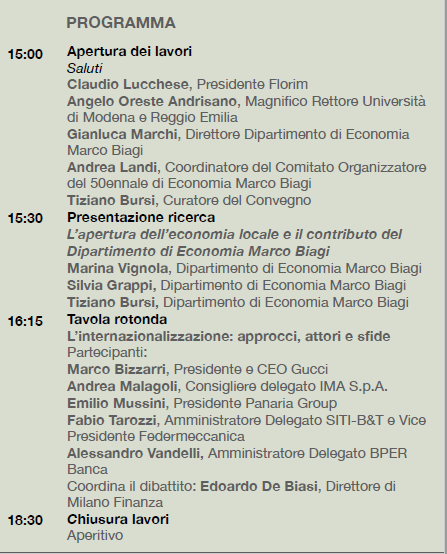 PROGRAMMA
15:00 Apertura dei lavori
Saluti
Claudio Lucchese, Presidente Florim
Angelo Oreste Andrisano, Magnifico Rettore Università
di Modena e Reggio Emilia
Gianluca Marchi, Direttore Dipartimento di Economia
Marco Biagi
Andrea Landi, Coordinatore del Comitato Organizzatore
del 50ennale di Economia Marco Biagi
Tiziano Bursi, Curatore del Convegno
15:30 Presentazione ricerca
L'apertura dell'economia locale e il contributo del
Dipartimento di Economia Marco Biagi
Marina Vignola, Dipartimento di Economia Marco Biagi
Silvia Grappi, Dipartimento di Economia Marco Biagi
Tiziano Bursi, Dipartimento di Economia Marco Biagi
16:15 Tavola rotonda
L'internazionalizzazione: approcci, attori e sfide
Partecipanti:
Marco Bizzarri, Presidente e CEO Gucci
Andrea Malagoli, Consigliere delegato IMA S.p.A.
Emilio Mussini, Presidente Panaria Group
Fabio Tarozzi, Amministratore Delegato SITI-B&T e Vice
Presidente Federmeccanica
Alessandro Vandelli, Amministratore Delegato BPER
Banca
Coordina il dibattito: Edoardo De Biasi, Direttore di
Milano Finanza
18:30 Chiusura lavori
Aperitivo